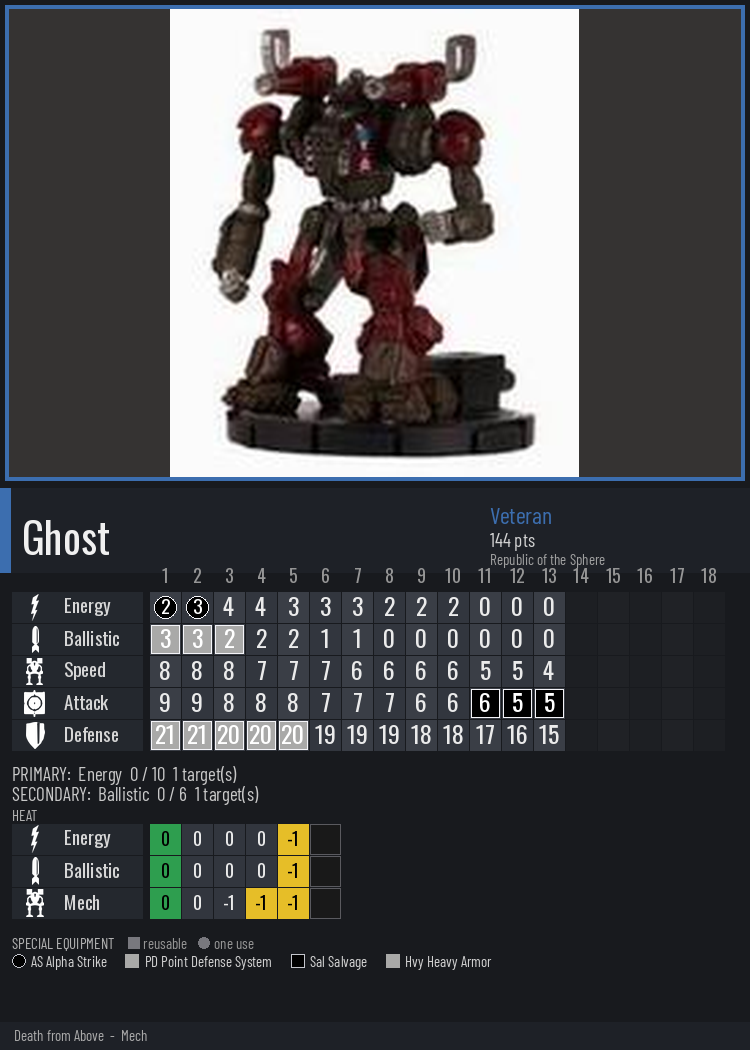 Ghost
Veteran
144 pts
Republic of the Sphere
1 2 3 4 5 6 7 8 9 10 11 12 13 14 15 16 17 18
Energy 2 3 4 4 3 3 3 2 2 2 0 0 0
Ballistic 3 3 2 2 2 1 1 0 0 0 0 0 0
Speed 8 8 8 7 7 7 6 6 6 6 5 5 4
Attack 9 9 8 8 8 7 7 7 6 6 6 5 5
Defense 21 21 20 20 20 19 19 19 18 18 17 16 15
PRIMARY: Energy 0 / 10 1 target(s)
SECONDARY: Ballistic 0 / 6 1 target(s)
HEAT
Energy 0 0 0 0 -1
Ballistic 0 0 0 0 -1
Mech 0 0 -1 -1 -1
SPECIAL EQUIPMENT reusable one use
AS Alpha Strike PD Point Defense System Sal Salvage Hvy Heavy Armor
Death from Above - Mech